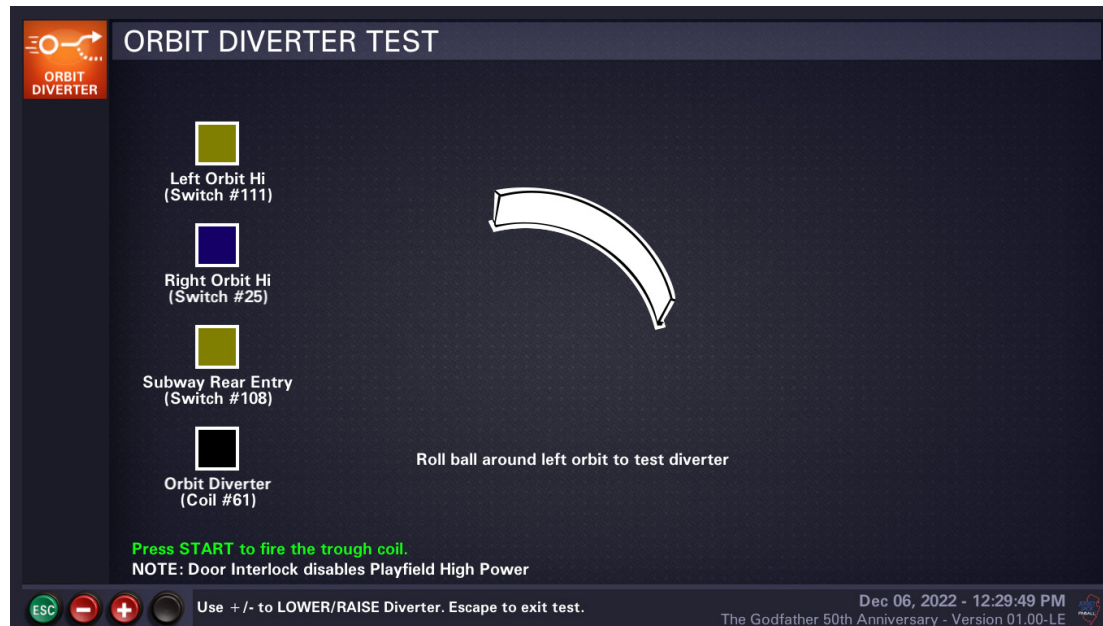 ORBIT DIVERTER TEST
ORBIT
DIVERTER
Left Orbit Hi
(Switch #111)
Right Orbit Hi
(Switch #25)
Subway Rear Entry
(Switch #108)
Orbit Diverter
(Coil #61)
Roll ball around left orbit to test diverter
Press START to fire the trough coil.
NOTE: Door Interlock disables Playfield High Power
ESC
Use +/- to LOWER/RAISE Diverter. Escape to exit test.
Dec 06, 2022 - 12:29:49 PM
The Godfather 50th Anniversary - Version 01.00-LE
PINBALL